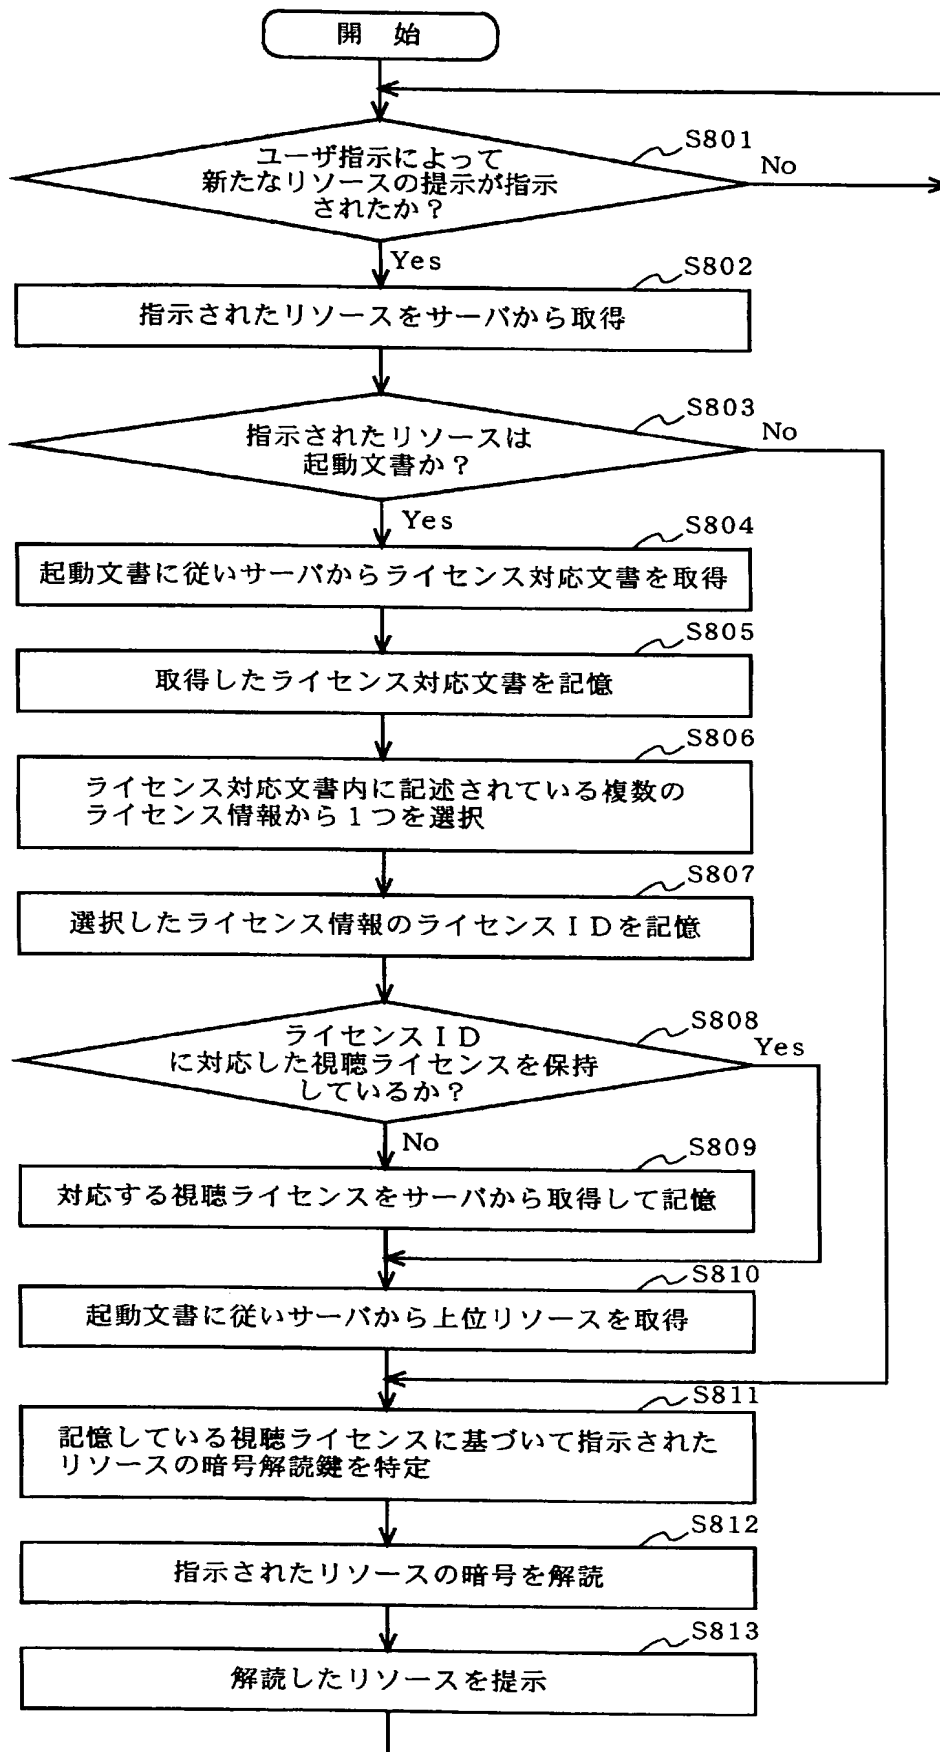 開 始
S801
ユーザ指示によって
新たなリソースの提示が指示
されたか？
No
Yes
S802
指示されたリソースをサーバから取得
S803
指示されたリソースは
起動文書か？
No
Yes
S804
起動文書に従いサーバからライセンス対応文書を取得
S805
取得したライセンス対応文書を記憶
S806
ライセンス対応文書内に記述されている複数の
ライセンス情報から１つを選択
S807
選択したライセンス情報のライセンスＩＤを記憶
S808
ライセンスＩＤ
に対応した視聴ライセンスを保持
しているか？
Yes
No
S809
対応する視聴ライセンスをサーバから取得して記憶
S810
起動文書に従いサーバから上位リソースを取得
S811
記憶している視聴ライセンスに基づいて指示された
リソースの暗号解読鍵を特定
S812
指示されたリソースの暗号を解読
S813
解読したリソースを提示